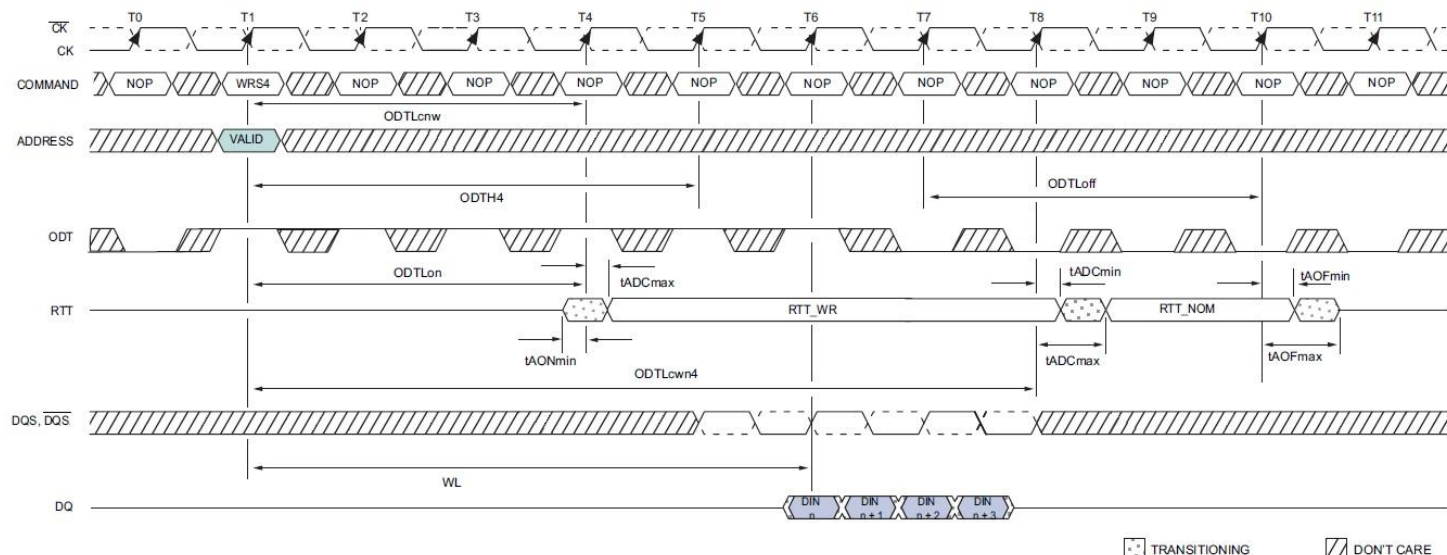 T0 T1 T2 T3 T4 T5 T6 T7 T8 T9 T10 T11
CK
CK
COMMAND NOP WRS4 NOP NOP NOP NOP NOP NOP NOP NOP NOP NOP
ODTLcnw
ADDRESS VALID
ODTH4 ODTLoff
ODT
ODTLon tADCmax tADCmin tAOFmin
RTT RTT_WR RTT_NOM
tAONmin tADCmax tAOFmax
ODTLcwn4
DQS, DQS
WL
DQ DIN n DIN n + 1 DIN n + 2 DIN n + 3
TRANSITIONING DON'T CARE